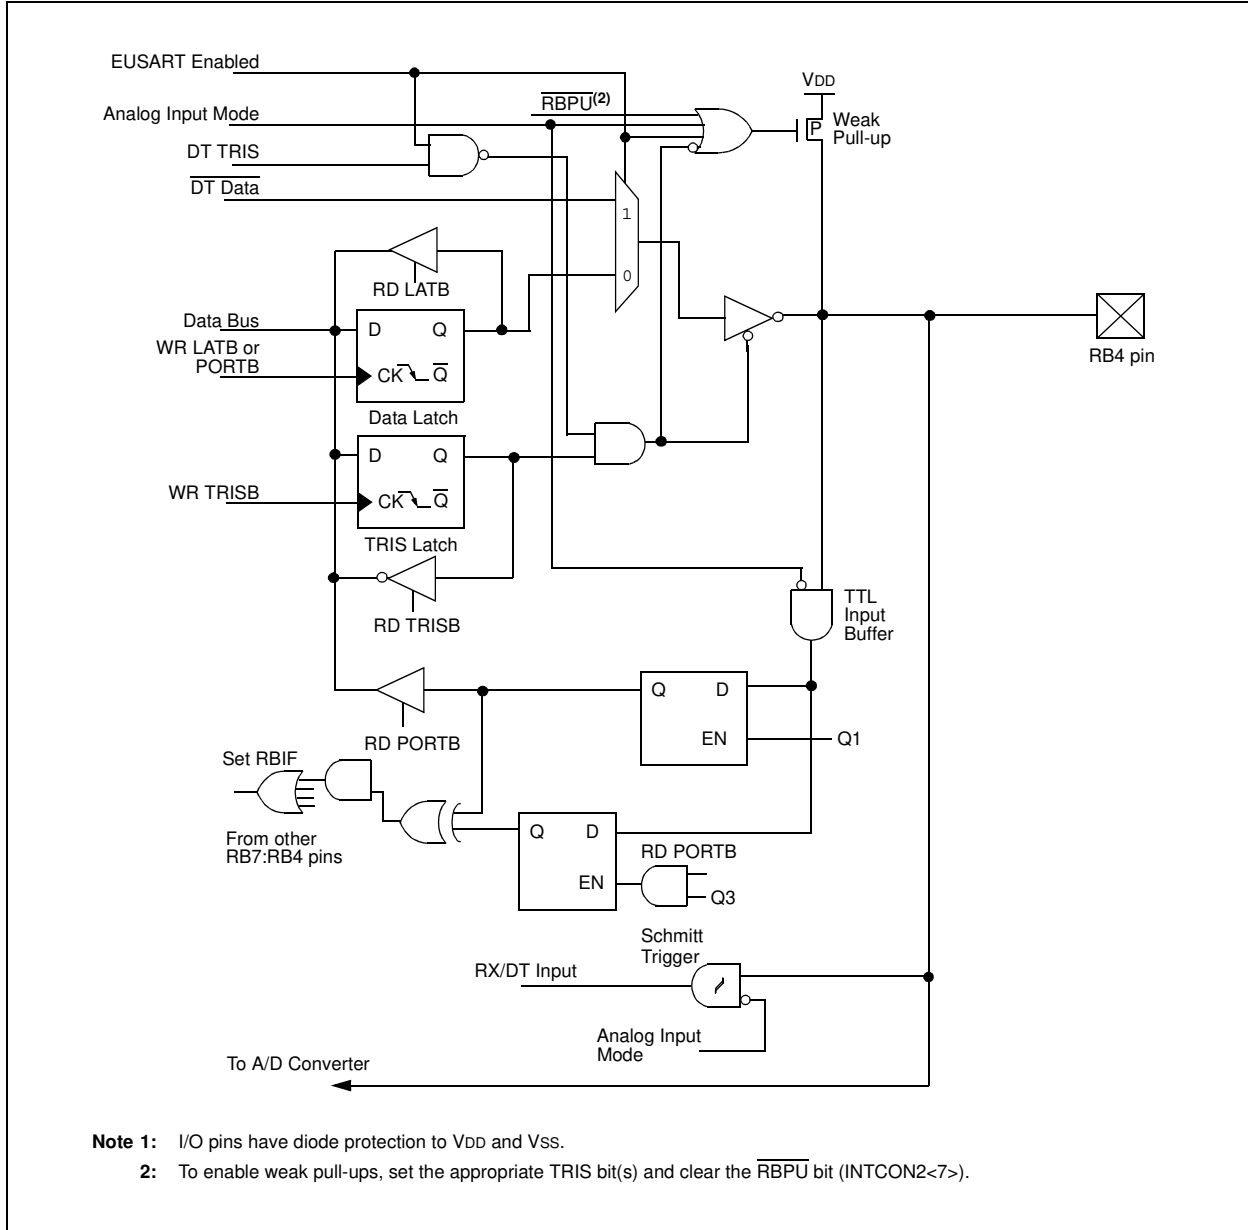 EUSART Enabled
VDD
RBPU(2)
Analog Input Mode
Weak
Pull-up
P
DT TRIS
DT Data
1
0
RD LATB
Data Bus
D Q
WR LATB or
PORTB
CK Q
Data Latch
RB4 pin
D Q
WR TRISB
CK Q
TRIS Latch
RD TRISB
TTL
Input
Buffer
Q D
EN
Q1
RD PORTB
Set RBIF
From other
RB7:RB4 pins
Q D
EN
RD PORTB
Q3
Schmitt
Trigger
RX/DT Input
Analog Input
Mode
To A/D Converter
Note 1: I/O pins have diode protection to VDD and VSS.
2: To enable weak pull-ups, set the appropriate TRIS bit(s) and clear the RBPU bit (INTCON2<7>).